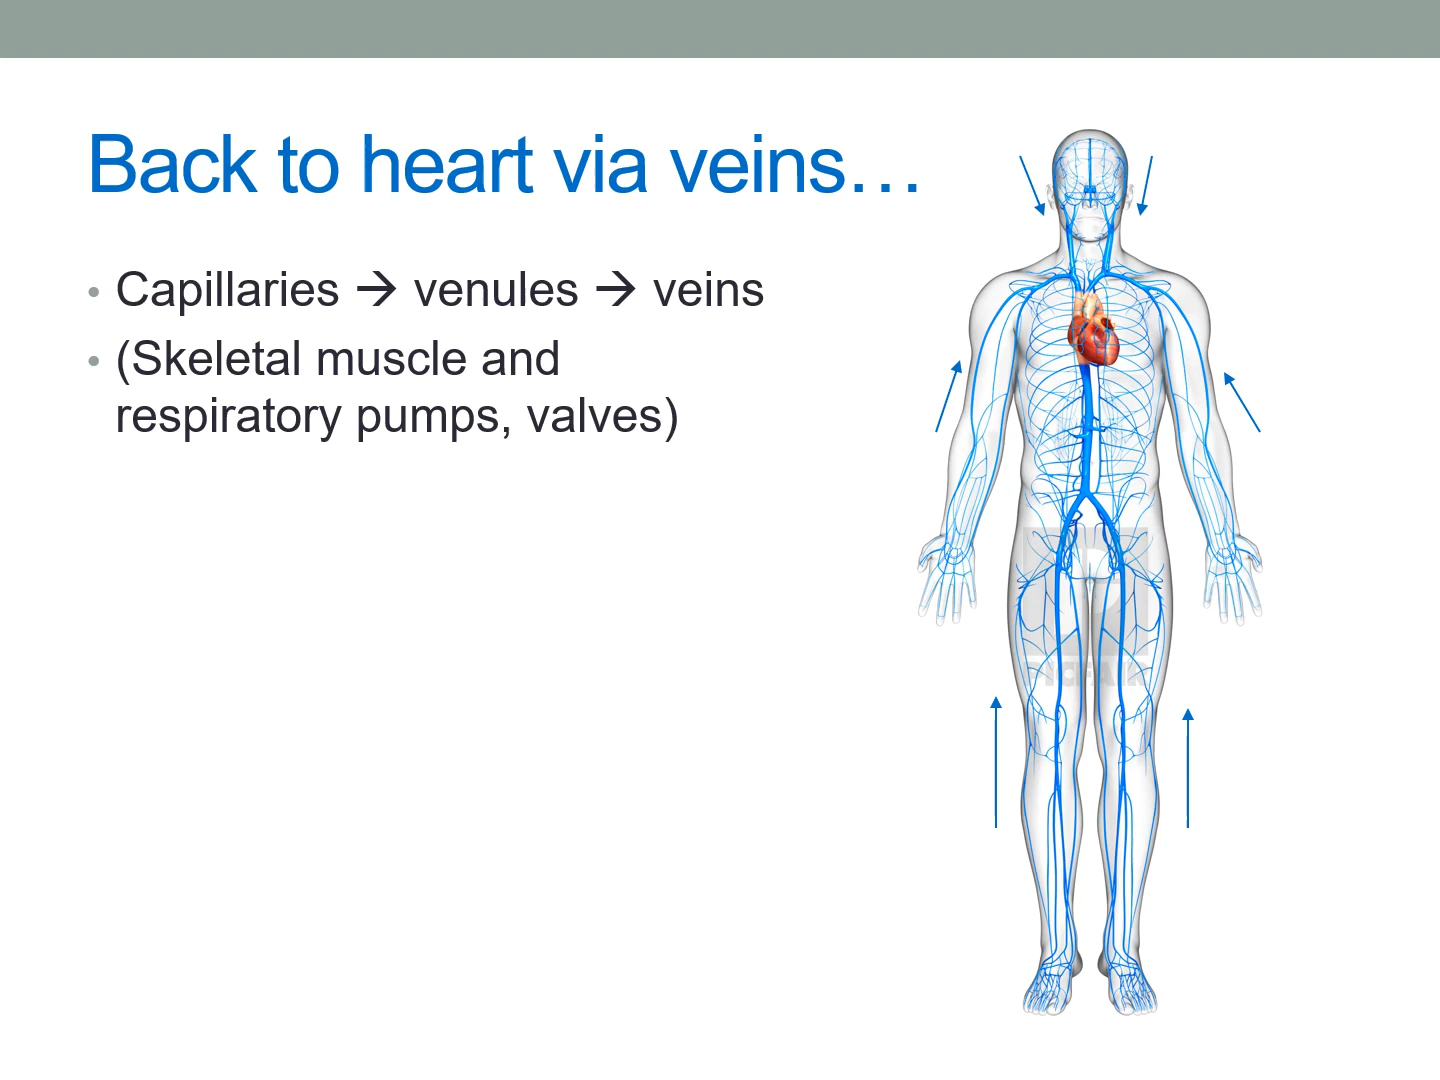 Back to heart via veins…
• Capillaries → venules → veins
• (Skeletal muscle and
respiratory pumps, valves)